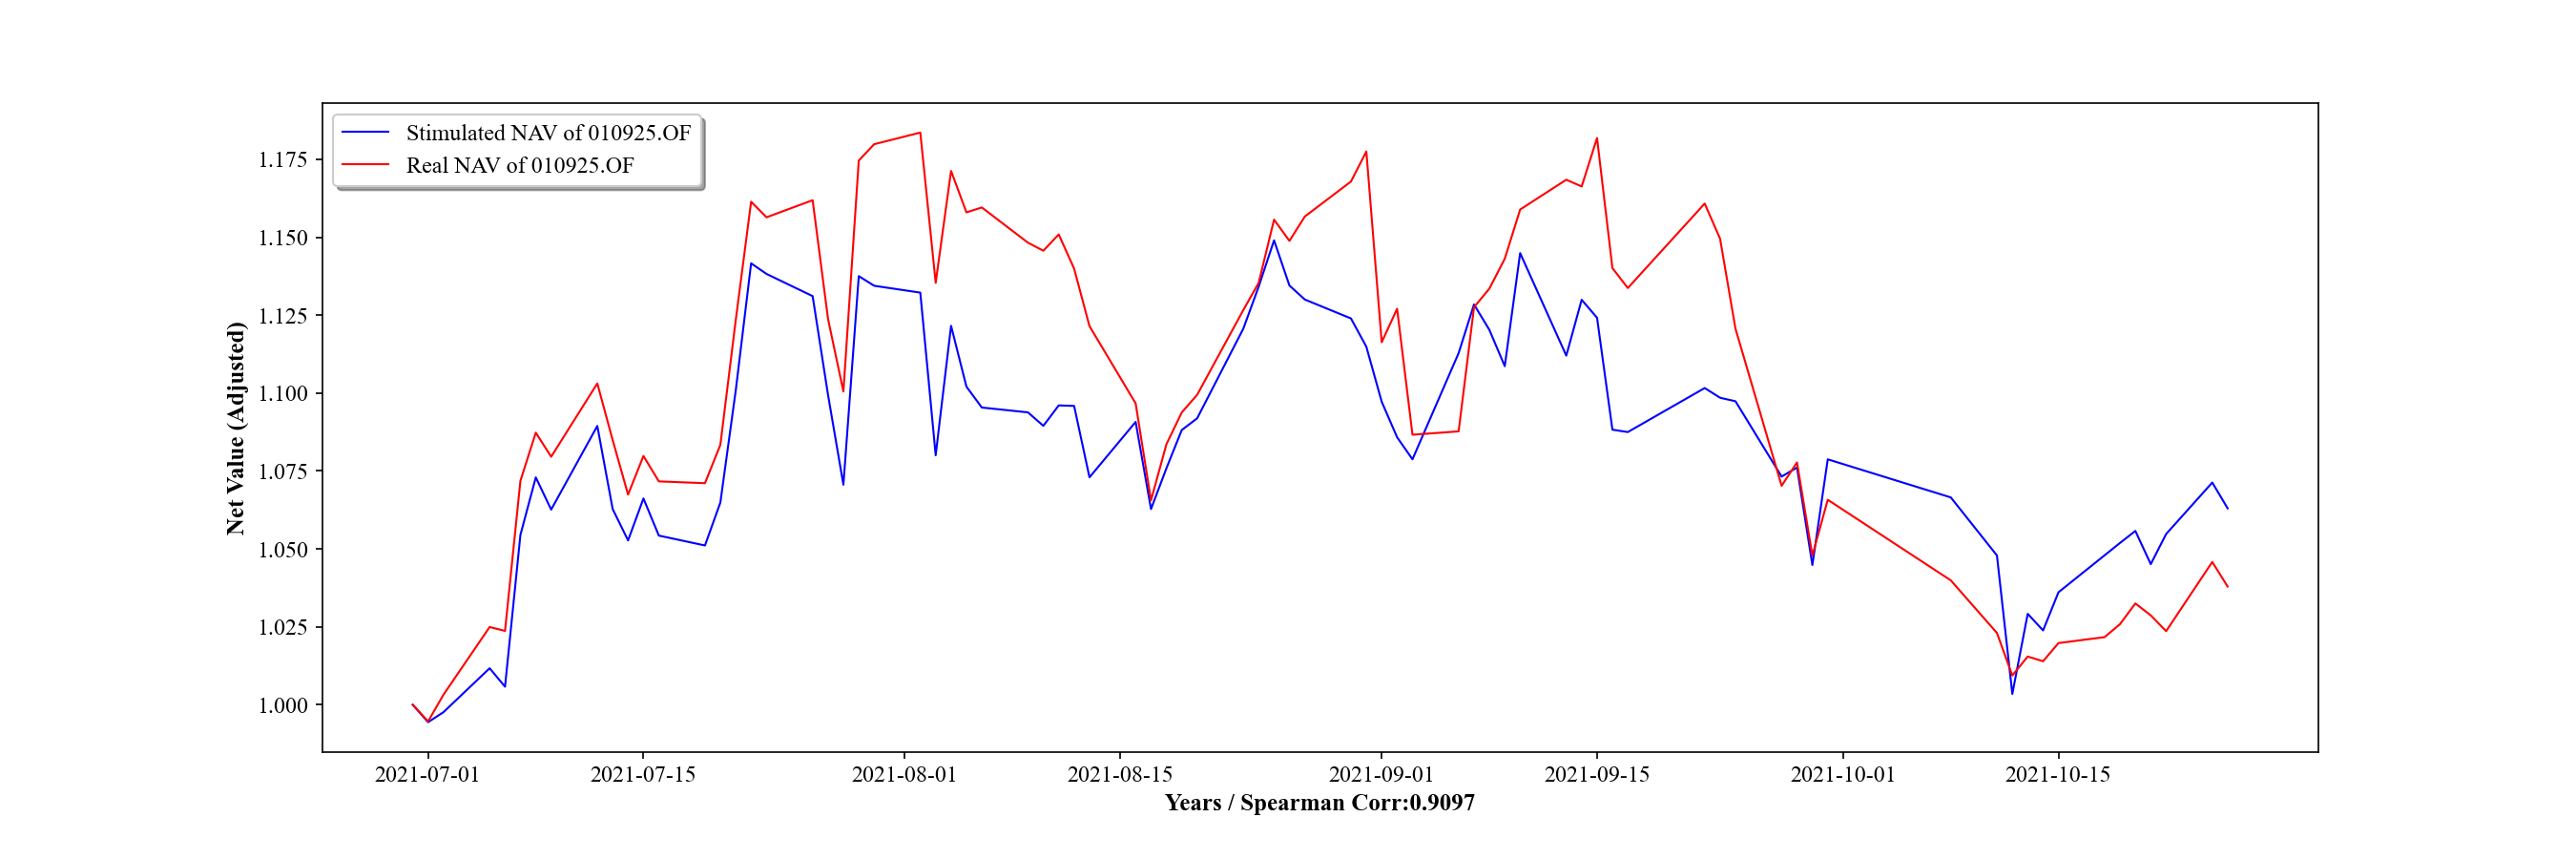 Stimulated NAV of 010925.OF
Real NAV of 010925.OF
Net Value (Adjusted)
1.175
1.150
1.125
1.100
1.075
1.050
1.025
1.000
2021-07-01 2021-07-15 2021-08-01 2021-08-15 2021-09-01 2021-09-15 2021-10-01 2021-10-15
Years / Spearman Corr:0.9097